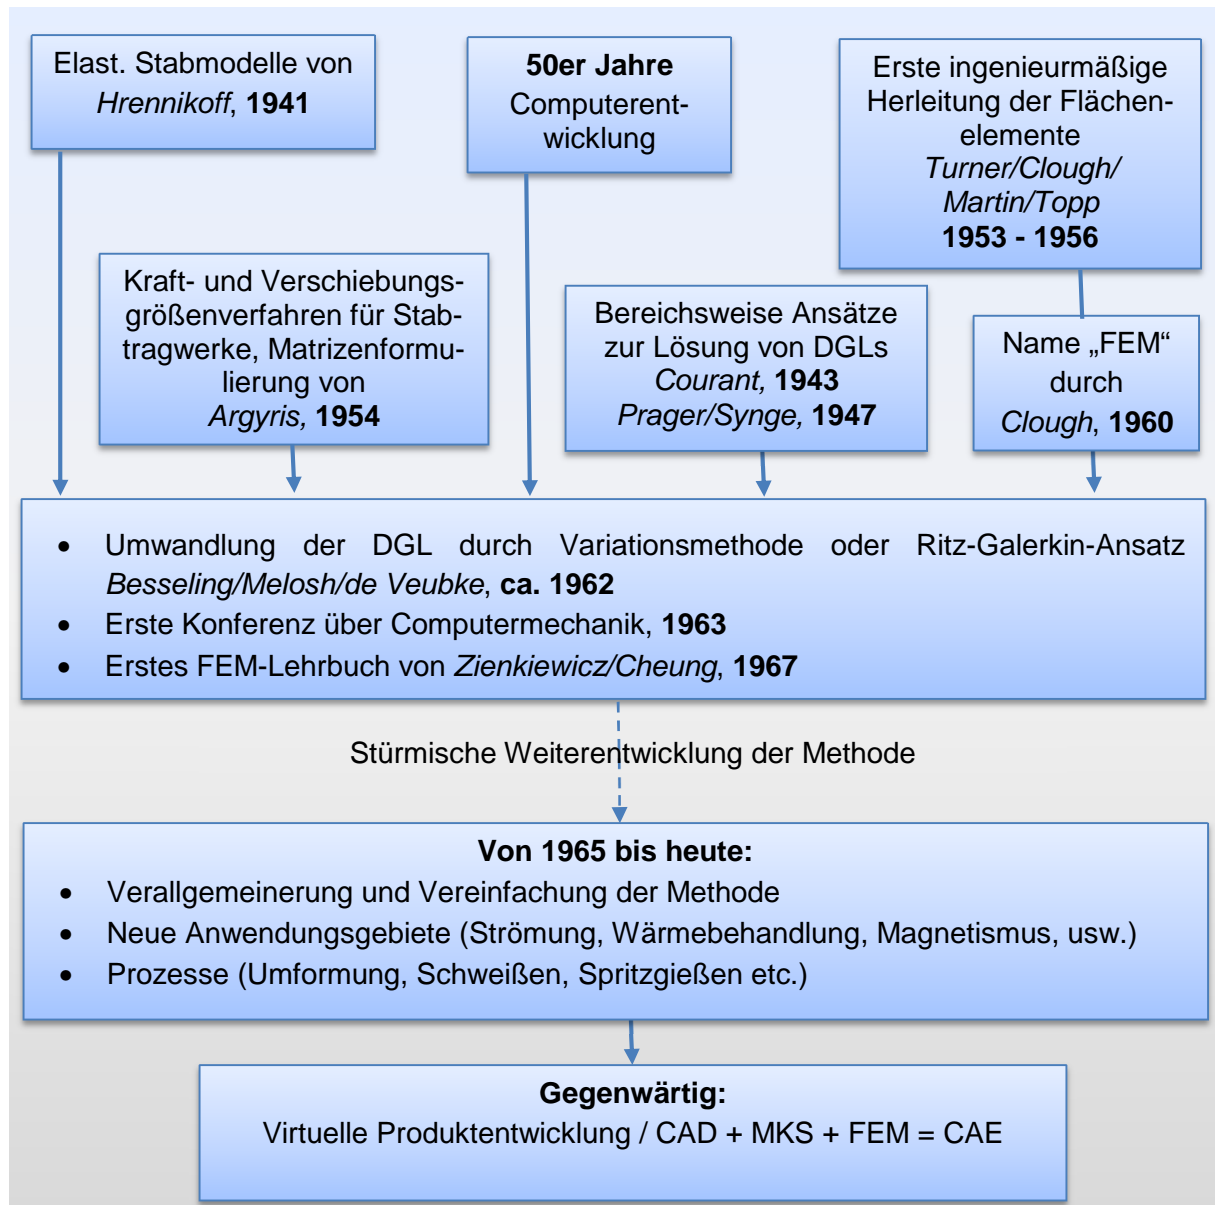 Elast. Stabmodelle von
Hrennikoff, 1941
50er Jahre
Computerent-
wicklung
Erste ingenieurmäßige
Herleitung der Flächen-
elemente
Turner/Clough/
Martin/Topp
1953 - 1956
Kraft- und Verschiebungs-
größenverfahren für Stab-
tragwerke, Matrizenformu-
lierung von
Argyris, 1954
Bereichsweise Ansätze
zur Lösung von DGLs
Courant, 1943
Prager/Synge, 1947
Name „FEM“
durch
Clough, 1960
• Umwandlung der DGL durch Variationsmethode oder Ritz-Galerkin-Ansatz
Besseling/Melosh/de Veubke, ca. 1962
• Erste Konferenz über Computermechanik, 1963
• Erstes FEM-Lehrbuch von Zienkiewicz/Cheung, 1967
Stürmische Weiterentwicklung der Methode
Von 1965 bis heute:
• Verallgemeinerung und Vereinfachung der Methode
• Neue Anwendungsgebiete (Strömung, Wärmebehandlung, Magnetismus, usw.)
• Prozesse (Umformung, Schweißen, Spritzgießen etc.)
Gegenwärtig:
Virtuelle Produktentwicklung / CAD + MKS + FEM = CAE